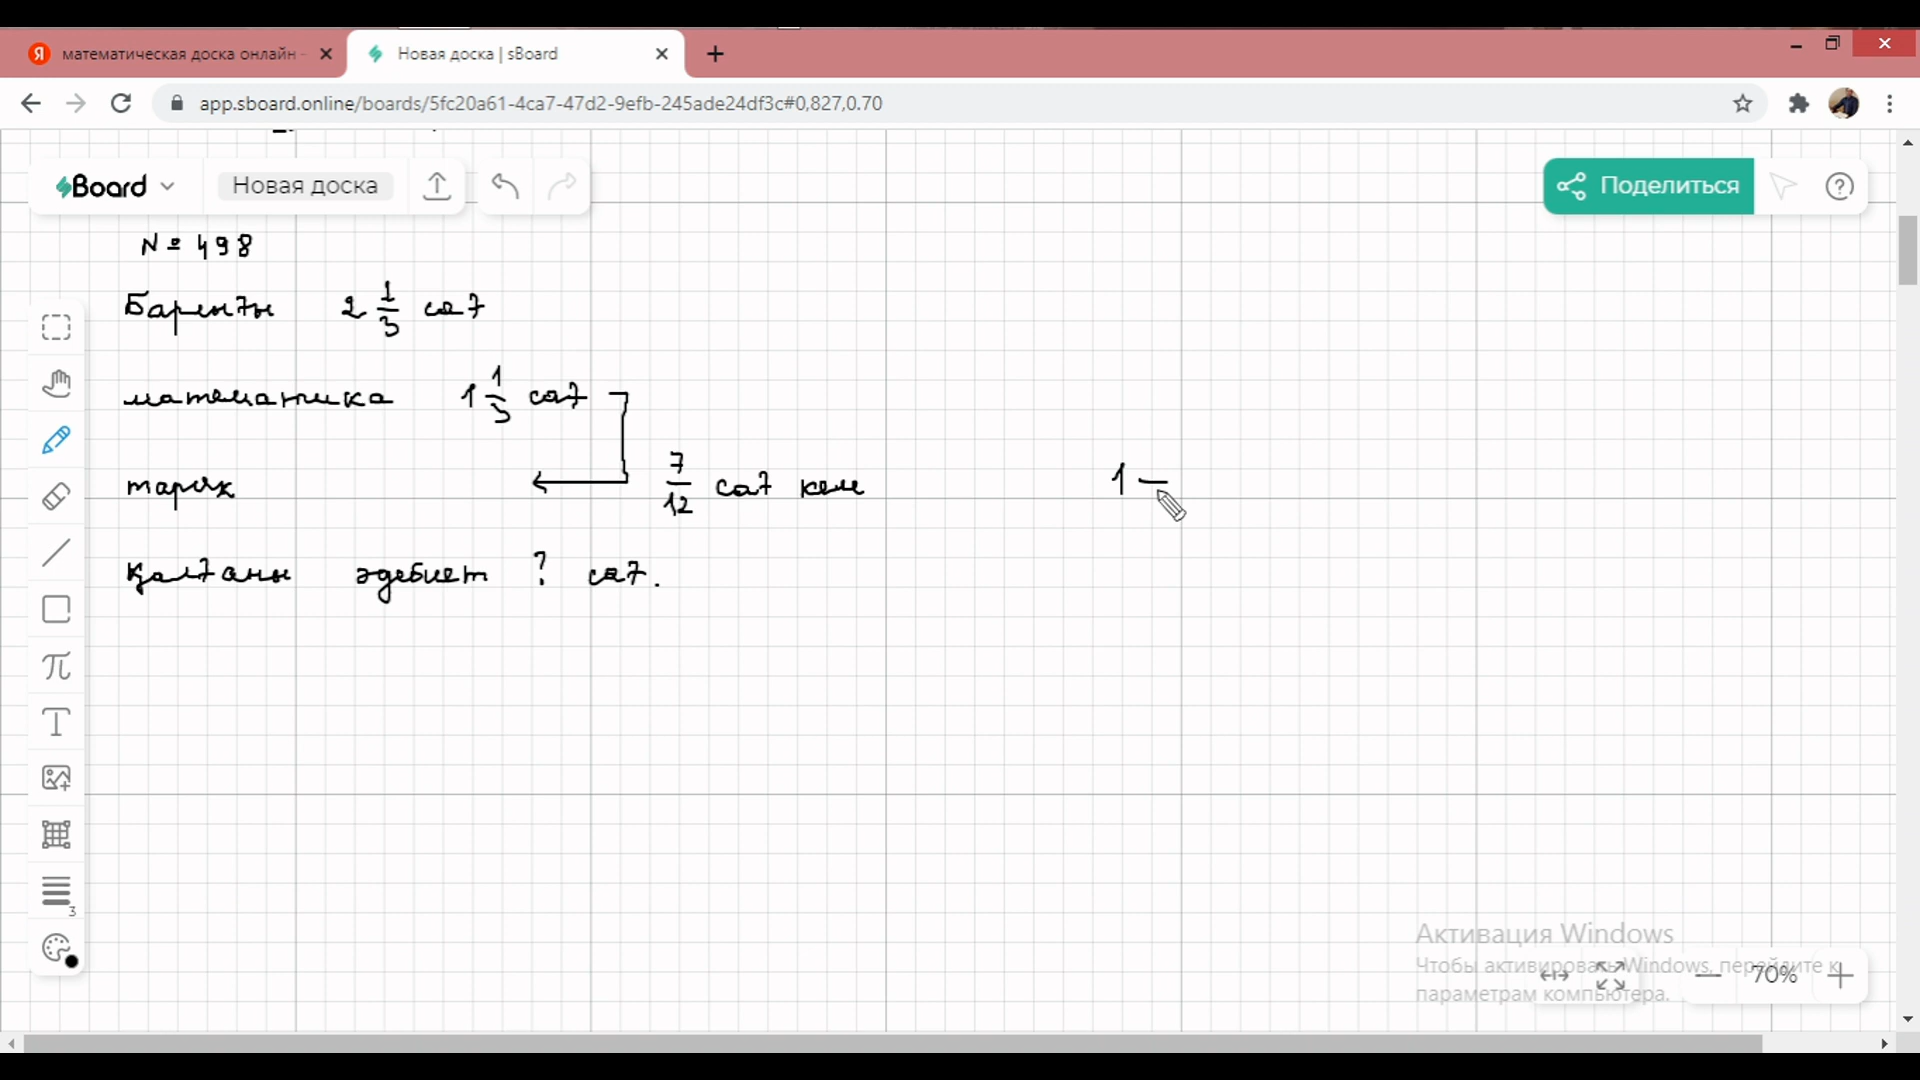 математическая доска онлайн -
Новая доска | sBoard
app.sboard.online/boards/5fc20a61-4ca7-47d2-9efb-245ade24df3c#0,827,0.70
sBoard
Новая доска
Поделиться
№ 498
Барлығы 2 1/3 сағ
математика 1 1/3 сағ
тарих 7/12 сағ кем
1 –
қалғаны әдебиет ? сағ.
3
Активация Windows
Чтобы активировать Windows, перейдите к
параметрам компьютера.
70%